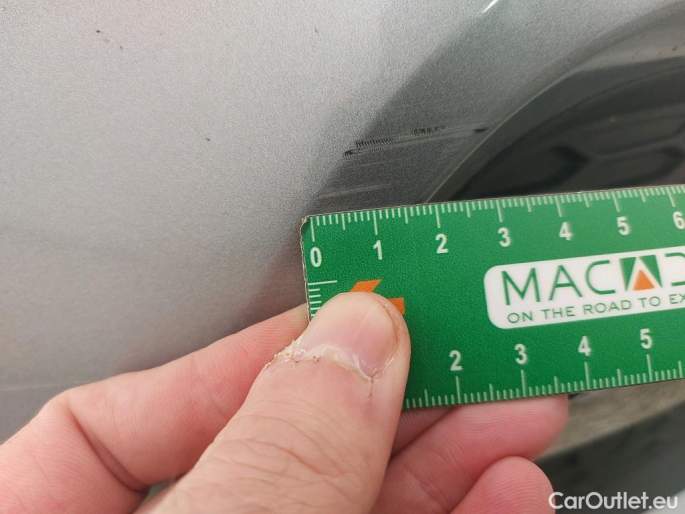 0 1 2 3 4 5 6
MAC
ON THE ROAD TO EX
2 3 4 5
CarOutlet.eu